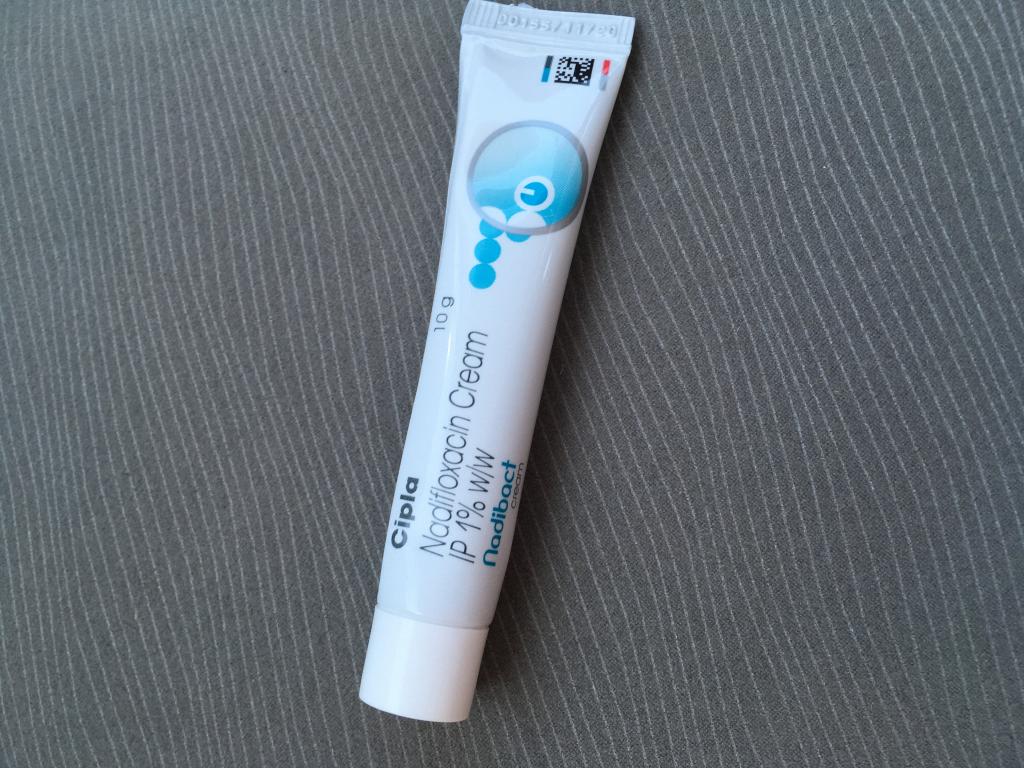 Cipla
10 g
Nadifloxacin Cream
IP 1% w/w
Nadibact
cream